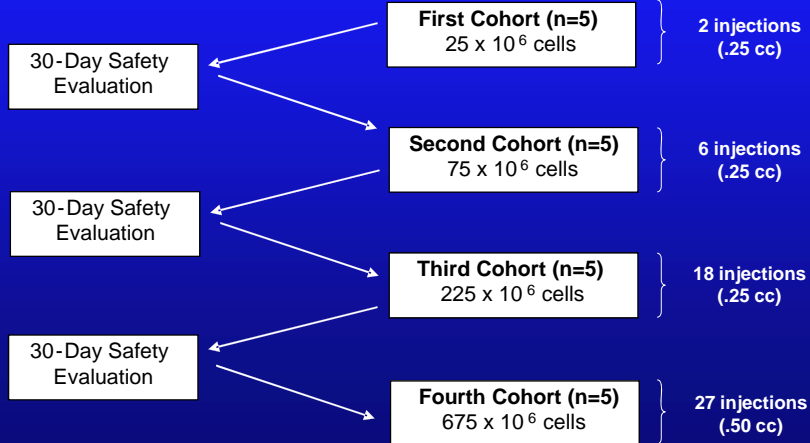 First Cohort (n=5)
25 x 10⁶ cells
2 injections
(.25 cc)
30-Day Safety
Evaluation
Second Cohort (n=5)
75 x 10⁶ cells
6 injections
(.25 cc)
30-Day Safety
Evaluation
Third Cohort (n=5)
225 x 10⁶ cells
18 injections
(.25 cc)
30-Day Safety
Evaluation
Fourth Cohort (n=5)
675 x 10⁶ cells
27 injections
(.50 cc)